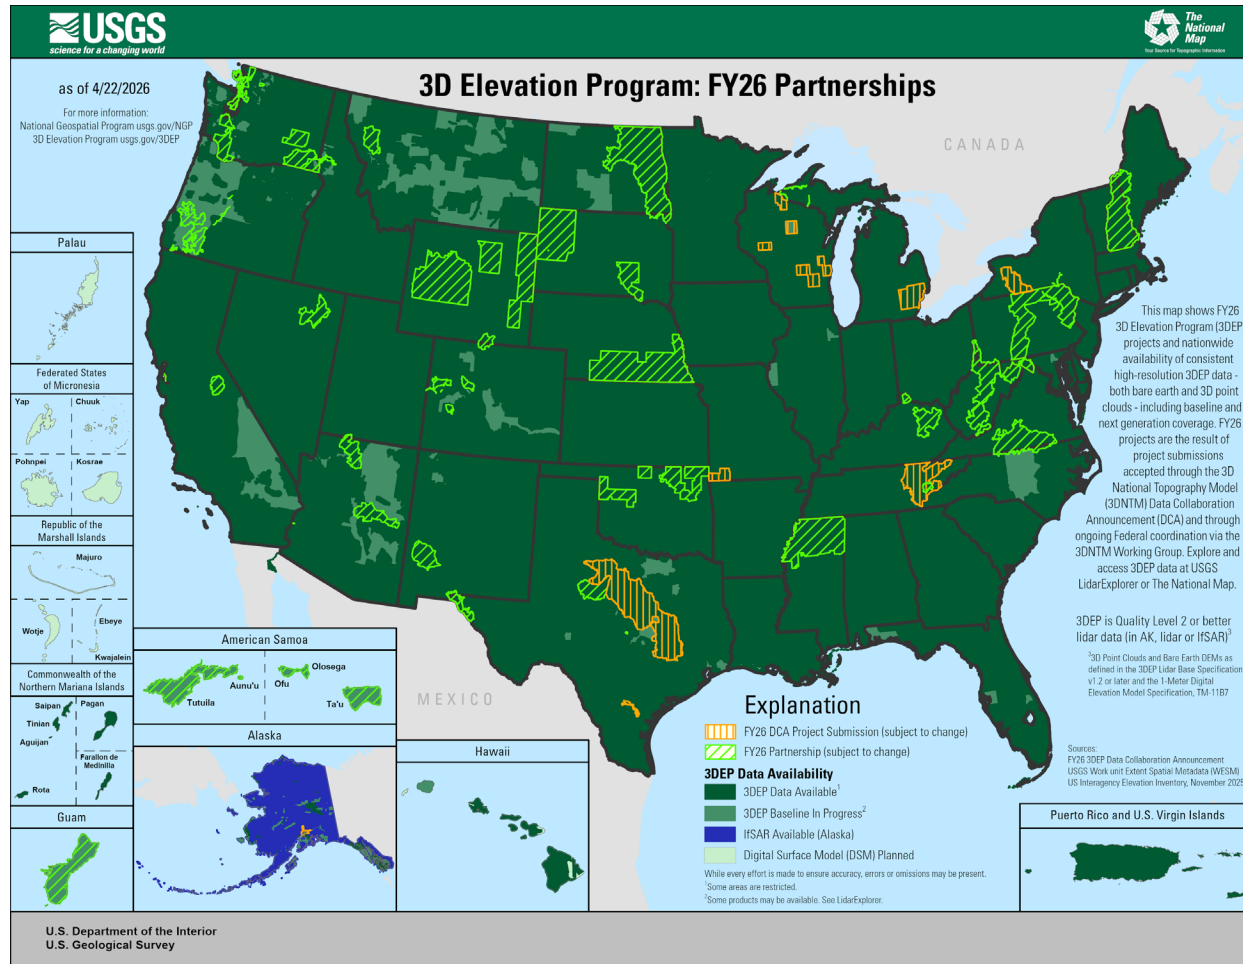 USGS
science for a changing world
The
National
Map
Your Source for Topographic Information
3D Elevation Program: FY26 Partnerships
as of 4/22/2026
For more information:
National Geospatial Program usgs.gov/NGP
3D Elevation Program usgs.gov/3DEP
CANADA
MEXICO
Palau
Federated States
of Micronesia
Yap
Chuuk
Pohnpei
Kosrae
Republic of the
Marshall Islands
Majuro
Wotje
Ebeye
Kwajalein
Commonwealth of the
Northern Mariana Islands
Saipan
Tinian
Aguijan
Rota
Pagan
Farallon de
Medinilla
Guam
American Samoa
Tutuila
Aunu'u
Ofu
Olosega
Ta'u
Alaska
Hawaii
This map shows FY26
3D Elevation Program (3DEP
projects and nationwide
availability of consistent
high-resolution 3DEP data -
both bare earth and 3D point
clouds - including baseline and
next generation coverage. FY26
projects are the result of
project submissions
accepted through the 3D
National Topography Model
(3DNTM) Data Collaboration
Announcement (DCA) and through
ongoing Federal coordination via the
3DNTM Working Group. Explore and
access 3DEP data at USGS
LidarExplorer or The National Map.
3DEP is Quality Level 2 or better
lidar data (in AK, lidar or IfSAR)3
3 3D Point Clouds and Bare Earth DEMs as
defined in the 3DEP Lidar Base Specification
v1.2 or later and the 1-Meter Digital
Elevation Model Specification, TM-11B7
Explanation
FY26 DCA Project Submission (subject to change)
FY26 Partnership (subject to change)
3DEP Data Availability
3DEP Data Available1
3DEP Baseline In Progress2
IfSAR Available (Alaska)
Digital Surface Model (DSM) Planned
While every effort is made to ensure accuracy, errors or omissions may be present.
1Some areas are restricted.
2Some products may be available. See LidarExplorer.
Sources:
FY26 3DEP Data Collaboration Announcement
USGS Work unit Extent Spatial Metadata (WESM)
US Interagency Elevation Inventory, November 2025
Puerto Rico and U.S. Virgin Islands
U.S. Department of the Interior
U.S. Geological Survey